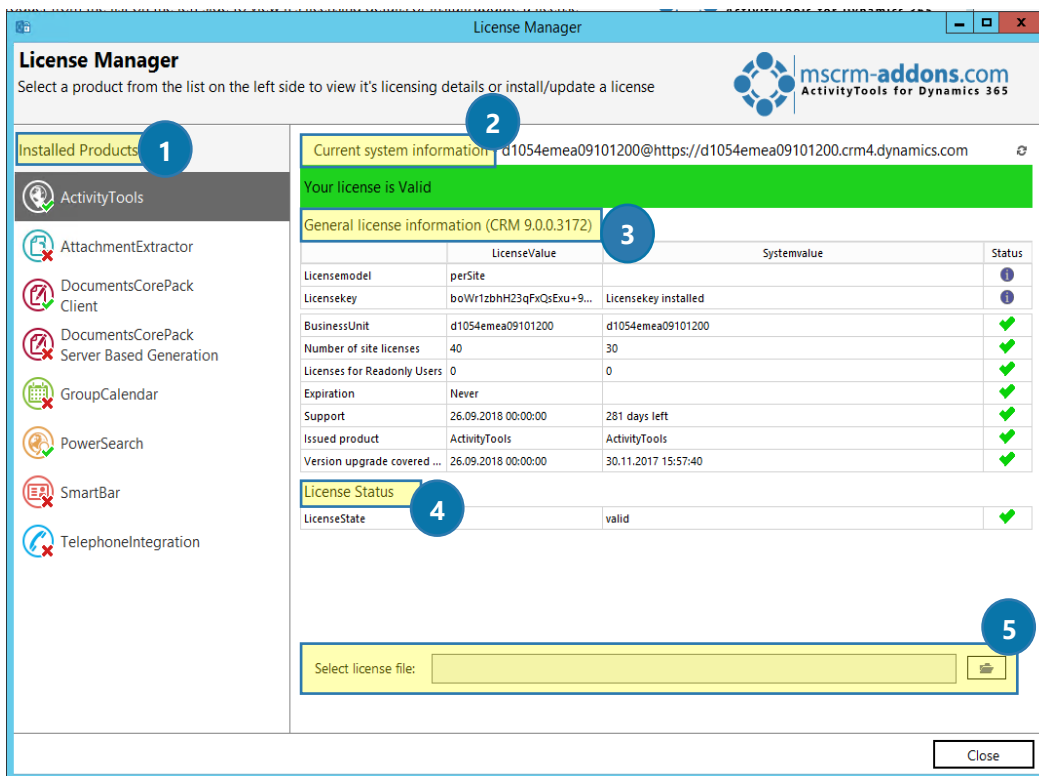 ActivityTools for Dynamics 365
License Manager
License Manager
Select a product from the list on the left side to view it's licensing details or install/update a license
mscrm-addons.com
ActivityTools for Dynamics 365
Installed Products
1
ActivityTools
AttachmentExtractor
DocumentsCorePack
Client
DocumentsCorePack
Server Based Generation
GroupCalendar
PowerSearch
SmartBar
TelephoneIntegration
2
Current system information d1054emea09101200@https://d1054emea09101200.crm4.dynamics.com
Your license is Valid
General license information (CRM 9.0.0.3172)
3
LicenseValue Systemvalue Status
Licensemodel perSite
Licensekey boWr1zbhH23qFxQsExu+9... Licensekey installed
BusinessUnit d1054emea09101200 d1054emea09101200
Number of site licenses 40 30
Licenses for Readonly Users 0 0
Expiration Never
Support 26.09.2018 00:00:00 281 days left
Issued product ActivityTools ActivityTools
Version upgrade covered ... 26.09.2018 00:00:00 30.11.2017 15:57:40
License Status
4
LicenseState valid
5
Select license file:
Close